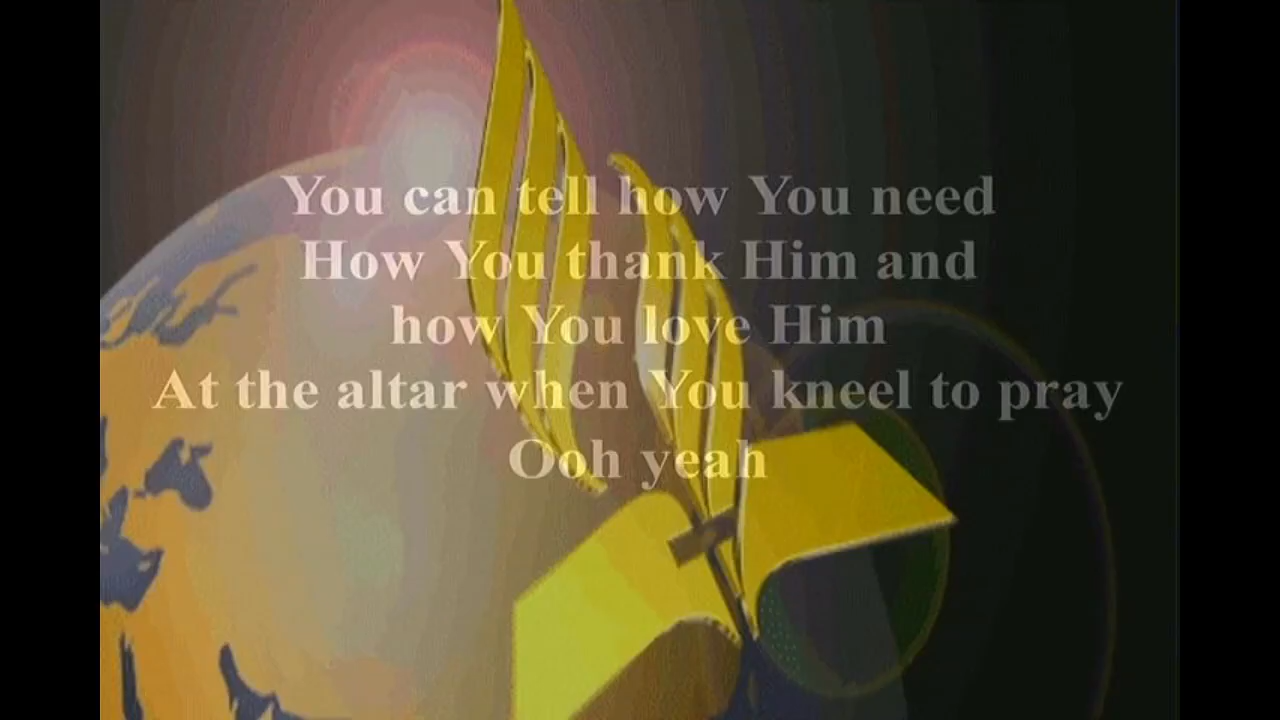 You can tell how You need
How You thank Him and
how You love Him
At the altar when You kneel to pray
Ooh yeah